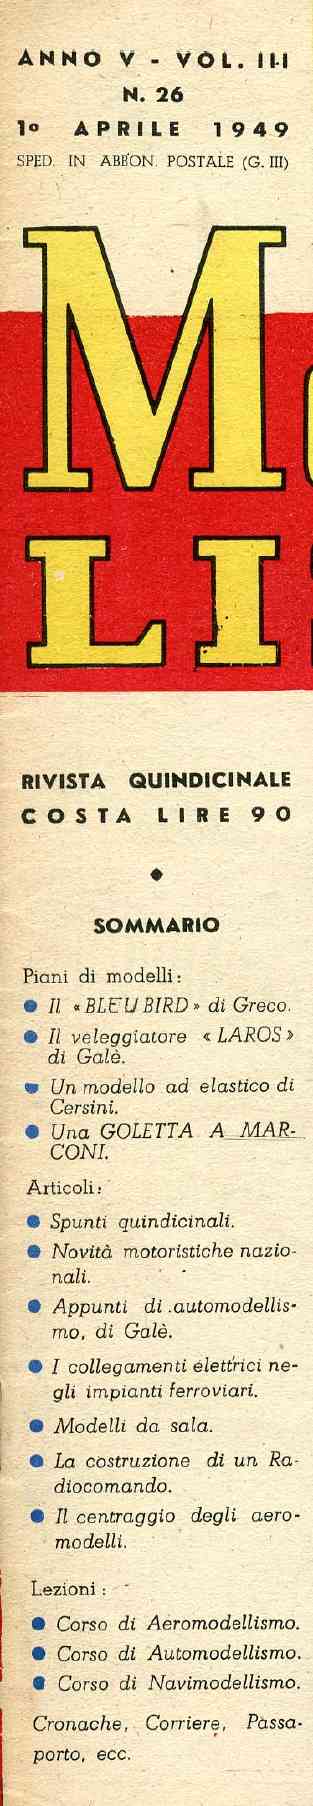 ANNO V - VOL. III
N. 26
1º APRILE 1949
SPED. IN ABBON. POSTALE (G. III)
M
LI
RIVISTA QUINDICINALE
COSTA LIRE 90
SOMMARIO
Piani di modelli:
Il «BLEU BIRD» di Greco.
Il veleggiatore «LAROS»
di Galè.
Un modello ad elastico di
Cersini.
Una GOLETTA A MAR-
CONI.
Articoli:
Spunti quindicinali.
Novità motoristiche nazio-
nali.
Appunti di automodellis-
mo, di Galè.
I collegamenti elettrici ne-
gli impianti ferroviari.
Modelli da sala.
La costruzione di un Ra-
diocomando.
Il centraggio degli aero-
modelli.
Lezioni:
Corso di Aeromodellismo.
Corso di Automodellismo.
Corso di Navimodellismo.
Cronache, Corriere, Passa-
porto, ecc.